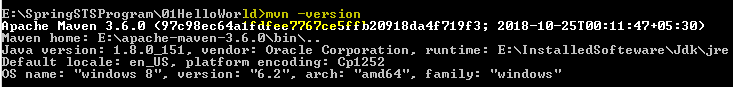 E:\SpringSTSProgram\01HelloWorld>mvn -version
Apache Maven 3.6.0 (97c98ec64a1fdfee7767ce5ffb20918da4f719f3; 2018-10-25T00:11:47+05:30)
Maven home: E:\apache-maven-3.6.0\bin\..
Java version: 1.8.0_151, vendor: Oracle Corporation, runtime: E:\InstalledSofteware\Jdk\jre
Default locale: en_US, platform encoding: Cp1252
OS name: "windows 8", version: "6.2", arch: "amd64", family: "windows"